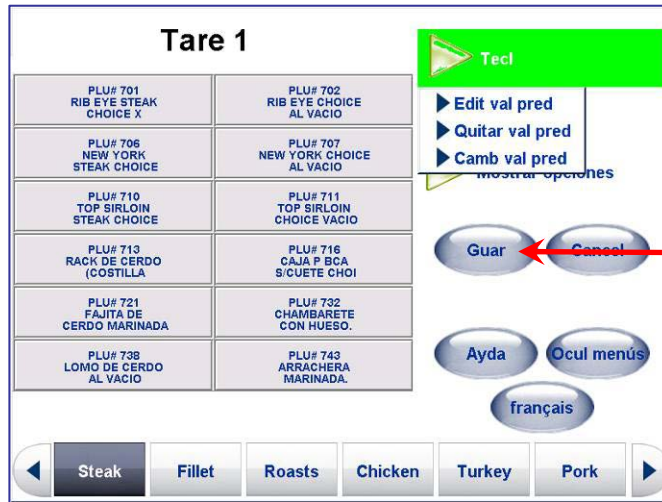 Tare 1
PLU# 701
RIB EYE STEAK
CHOICE X
PLU# 702
RIB EYE CHOICE
AL VACIO
PLU# 706
NEW YORK
STEAK CHOICE
PLU# 707
NEW YORK CHOICE
AL VACIO
PLU# 710
TOP SIRLOIN
STEAK CHOICE
PLU# 711
TOP SIRLOIN
CHOICE VACIO
PLU# 713
RACK DE CERDO
(COSTILLA
PLU# 716
CAJA P BCA
S/CUETE CHOI
PLU# 721
FAJITA DE
CERDO MARINADA
PLU# 732
CHAMBARETE
CON HUESO.
PLU# 738
LOMO DE CERDO
AL VACIO
PLU# 743
ARRACHERA
MARINADA.
Tecl
Edit val pred
Quitar val pred
Camb val pred
Mostrar opciones
Guar
Cancel
Ayda
Ocul menús
français
Steak
Fillet
Roasts
Chicken
Turkey
Pork